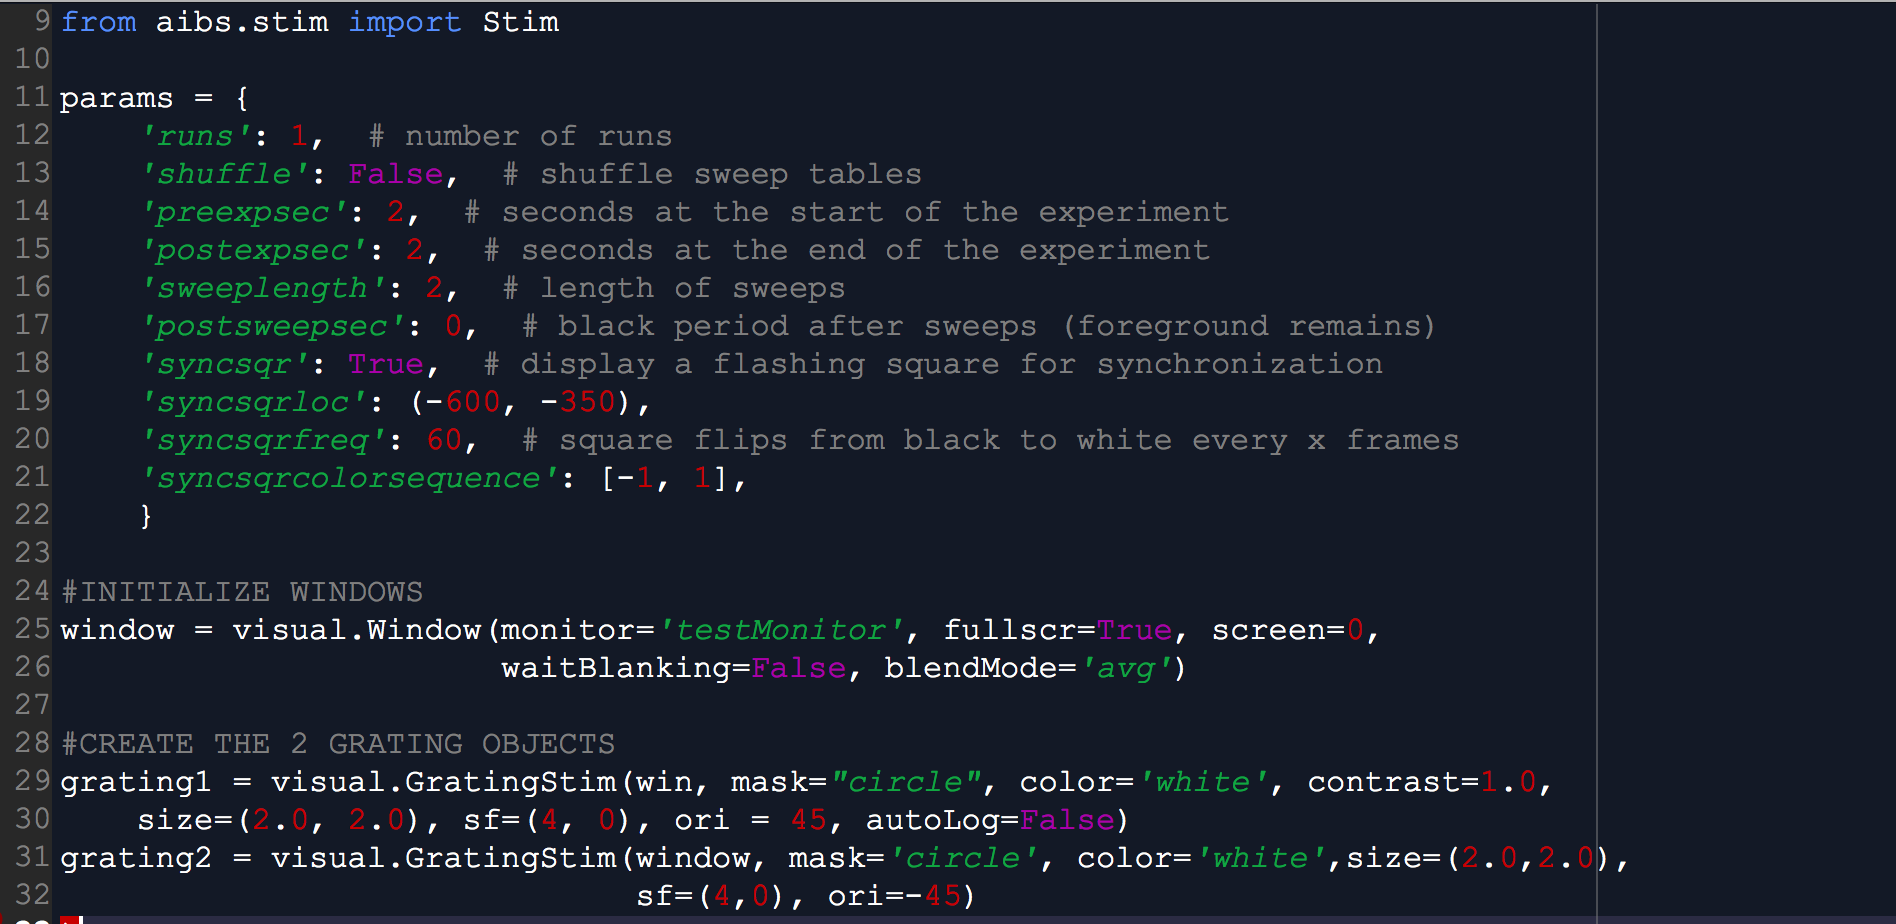 9 from aibs.stim import Stim
10
11 params = {
12 'runs': 1,  # number of runs
13 'shuffle': False,  # shuffle sweep tables
14 'preexpsec': 2,  # seconds at the start of the experiment
15 'postexpsec': 2,  # seconds at the end of the experiment
16 'sweeplength': 2,  # length of sweeps
17 'postsweepsec': 0,  # black period after sweeps (foreground remains)
18 'syncsqr': True,  # display a flashing square for synchronization
19 'syncsqrloc': (-600, -350),
20 'syncsqrfreq': 60,  # square flips from black to white every x frames
21 'syncsqrcolorsequence': [-1, 1],
22 }
23
24 #INITIALIZE WINDOWS
25 window = visual.Window(monitor='testMonitor', fullscr=True, screen=0,
26 waitBlanking=False, blendMode='avg')
27
28 #CREATE THE 2 GRATING OBJECTS
29 grating1 = visual.GratingStim(win, mask="circle", color='white', contrast=1.0,
30 size=(2.0, 2.0), sf=(4, 0), ori = 45, autoLog=False)
31 grating2 = visual.GratingStim(window, mask='circle', color='white',size=(2.0,2.0),
32 sf=(4,0), ori=-45)